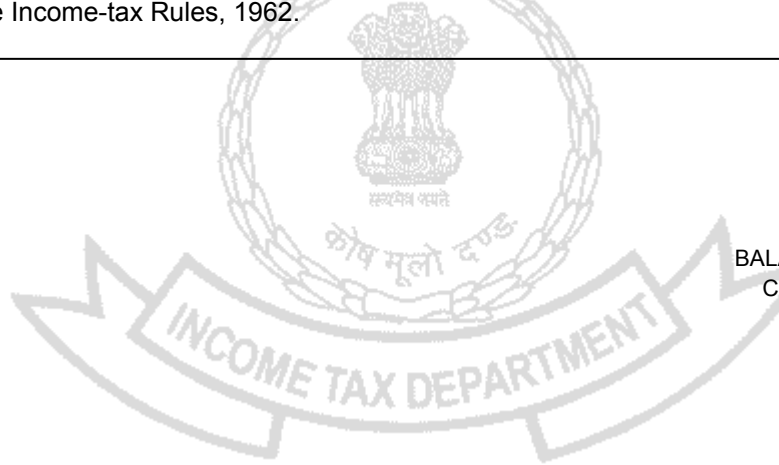 e Income-tax Rules, 1962.
सत्यमेव जयते
कोष मूलो दण्ड:
BAL
C
INCOME TAX DEPARTMENT